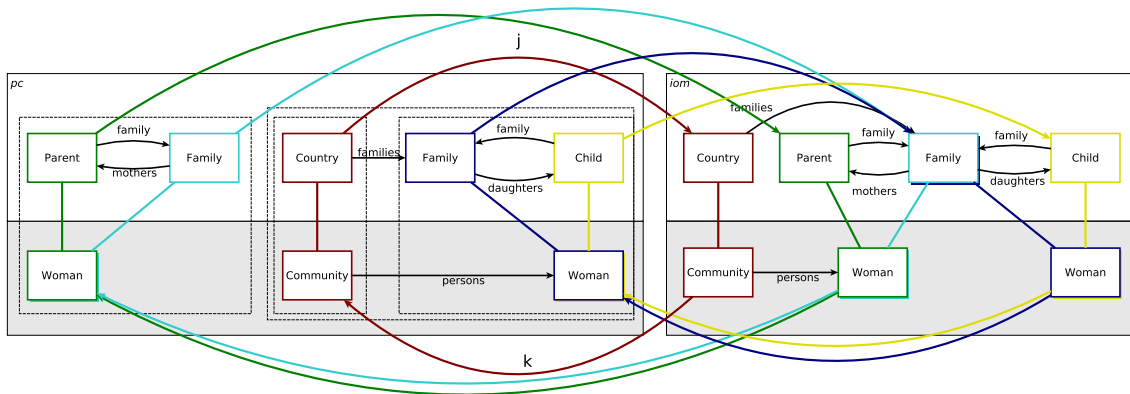 j
pc
iom
families
family
family
family
family
Parent
Family
Country
families
Family
Child
Country
Parent
Family
Child
mothers
daughters
mothers
daughters
Woman
Community
persons
Woman
Community
persons
Woman
Woman
k